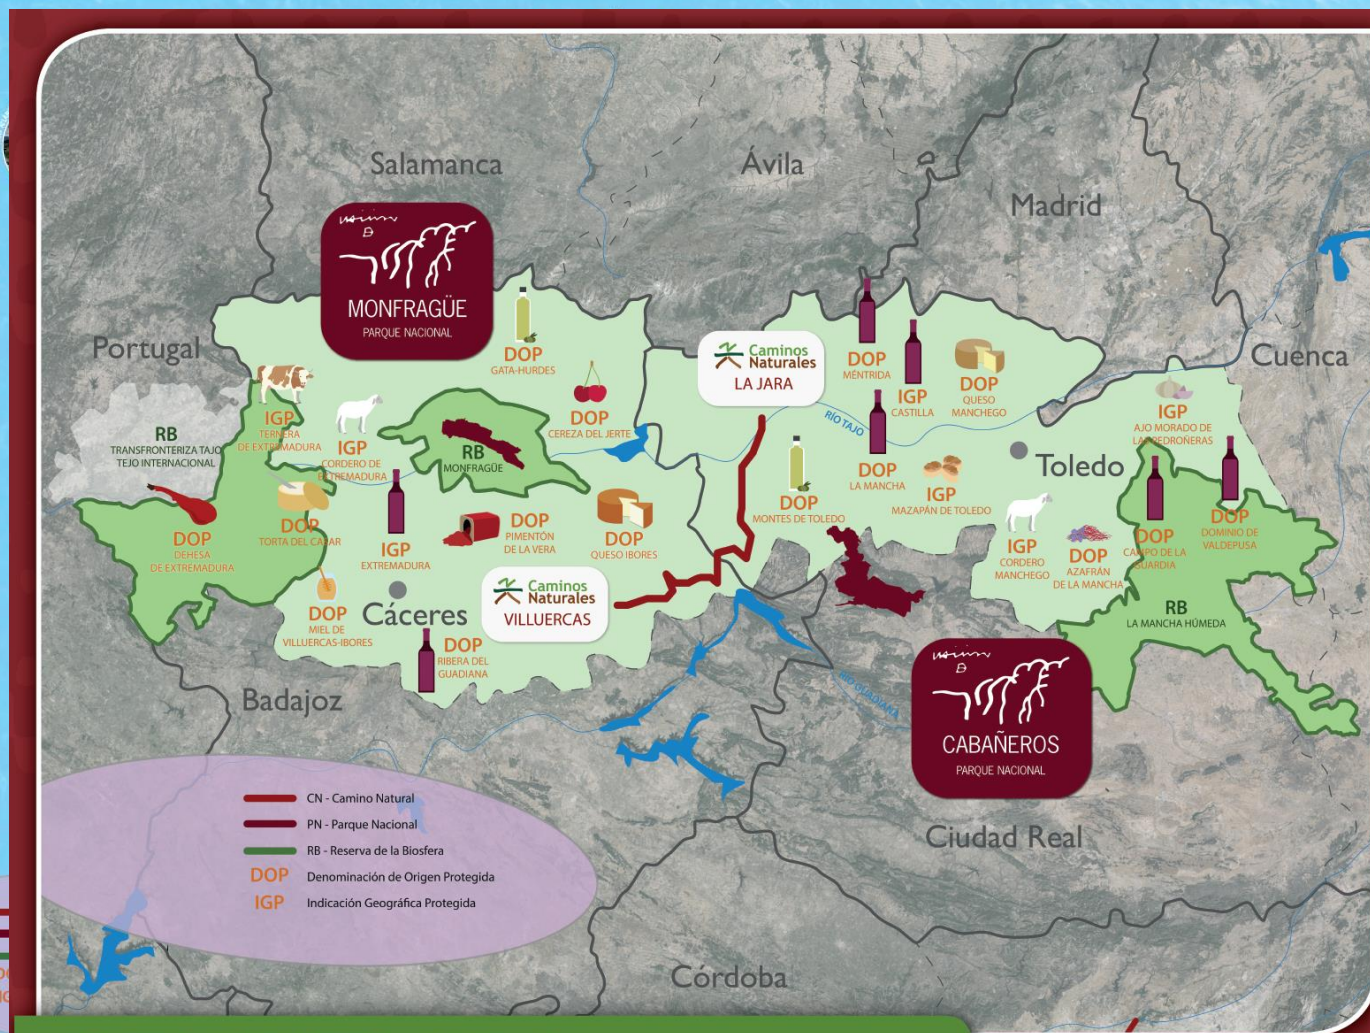 Salamanca
Ávila
Madrid
Portugal
Cuenca
MONFRAGÜE
PARQUE NACIONAL
DOP
GATA-HURDES
DOP
CEREZA DEL JERTE
IGP
TERNERA
DE EXTREMADURA
IGP
CORDERO DE
EXTREMADURA
RB
TRANSFRONTERIZA TAJO
TEJO INTERNACIONAL
RB
MONFRAGÜE
DOP
DEHESA
DE EXTREMADURA
DOP
TORTA DEL CASAR
IGP
EXTREMADURA
DOP
PIMENTÓN
DE LA VERA
DOP
QUESO IBORES
DOP
MIEL DE
VILLUERCAS-IBORES
Cáceres
DOP
RIBERA DEL
GUADIANA
Caminos
Naturales
VILLUERCAS
Caminos
Naturales
LA JARA
DOP
MÉNTRIDA
IGP
CASTILLA
DOP
QUESO
MANCHEGO
RÍO TAJO
DOP
LA MANCHA
DOP
MONTES DE TOLEDO
IGP
MAZAPÁN DE TOLEDO
Toledo
IGP
AJO MORADO DE
LAS PEDROÑERAS
IGP
CORDERO
MANCHEGO
DOP
AZAFRÁN
DE LA MANCHA
DOP
CAMPO DE LA
GUARDIA
DOP
DOMINIO DE
VALDEPUSA
RB
LA MANCHA HÚMEDA
RÍO GUADIANA
CABAÑEROS
PARQUE NACIONAL
Badajoz
Ciudad Real
Córdoba
CN - Camino Natural
PN - Parque Nacional
RB - Reserva de la Biosfera
DOP Denominación de Origen Protegida
IGP Indicación Geográfica Protegida